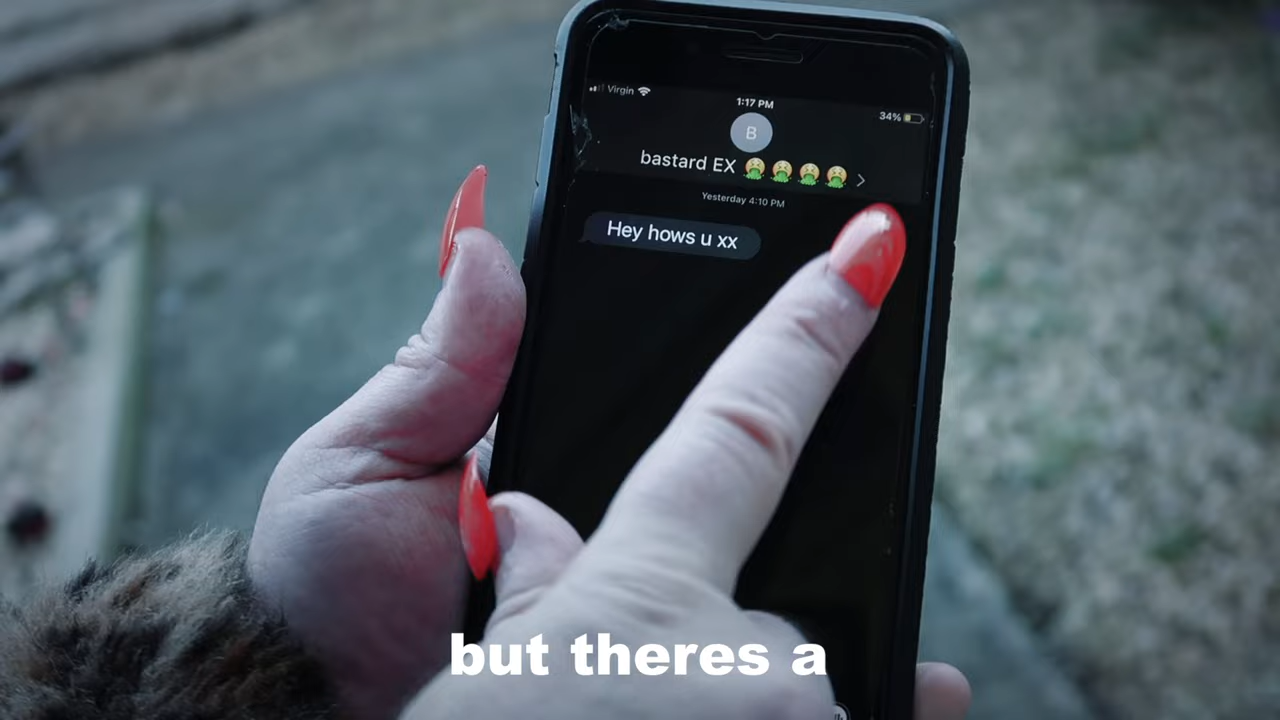 Virgin
1:17 PM
34%
B
bastard EX 🤮🤮🤮🤮 >
Yesterday 4:10 PM
Hey hows u xx
but theres a